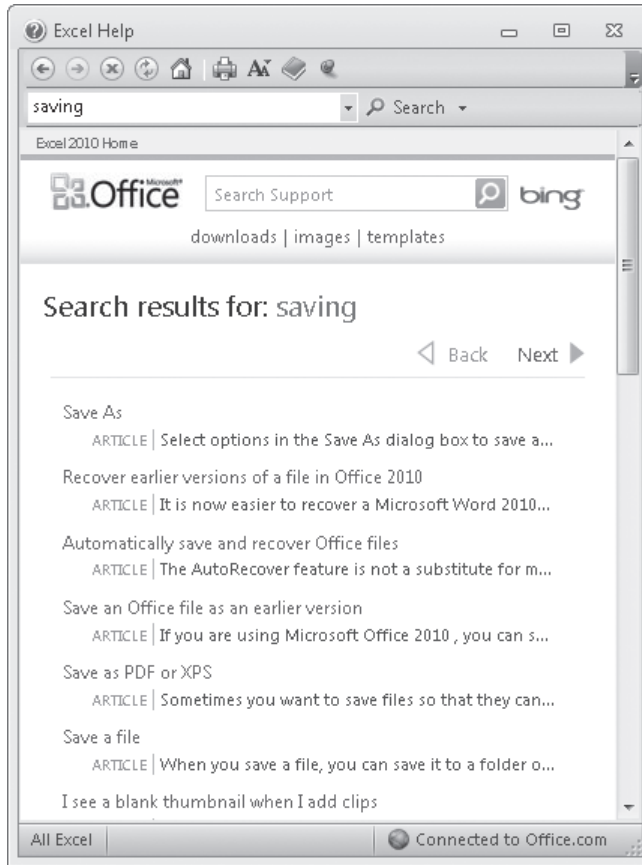 Excel Help
saving
Search
Excel 2010 Home
Microsoft®
Office
Search Support
bing
downloads | images | templates
Search results for: saving
Back Next
Save As
ARTICLE | Select options in the Save As dialog box to save a...
Recover earlier versions of a file in Office 2010
ARTICLE | It is now easier to recover a Microsoft Word 2010...
Automatically save and recover Office files
ARTICLE | The AutoRecover feature is not a substitute for m...
Save an Office file as an earlier version
ARTICLE | If you are using Microsoft Office 2010 , you can s...
Save as PDF or XPS
ARTICLE | Sometimes you want to save files so that they can...
Save a file
ARTICLE | When you save a file, you can save it to a folder o...
I see a blank thumbnail when I add clips
All Excel Connected to Office.com